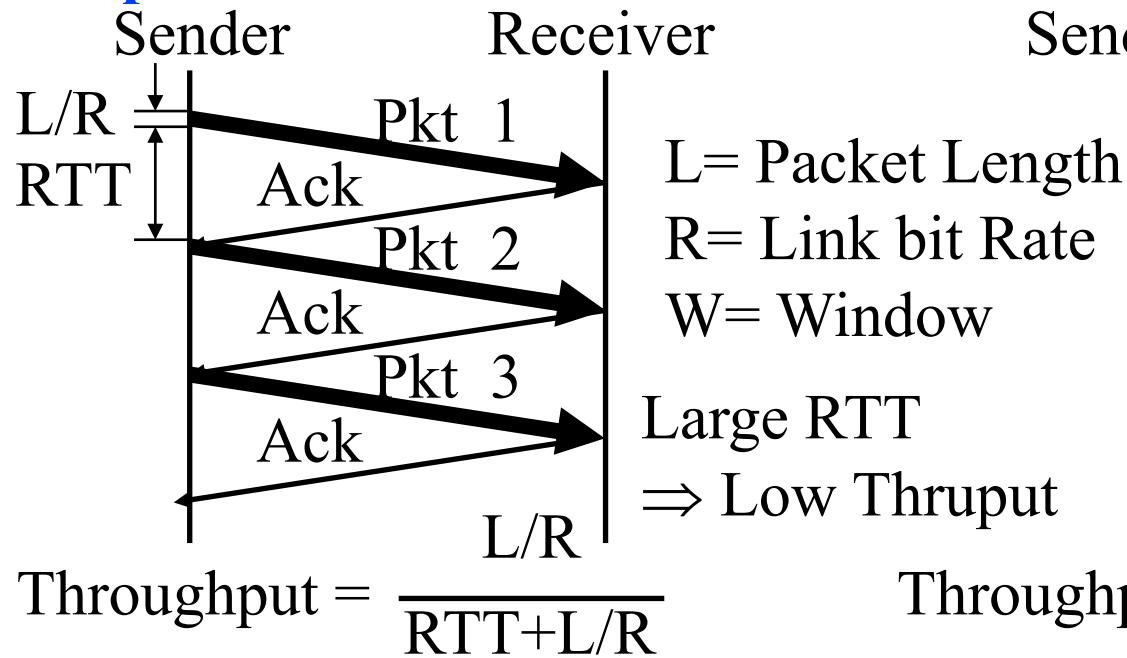 Sender Receiver
L/R
RTT
Pkt 1
Ack
Pkt 2
Ack
Pkt 3
Ack
L= Packet Length
R= Link bit Rate
W= Window
Large RTT
⇒ Low Thruput
Throughput = L/R
RTT+L/R